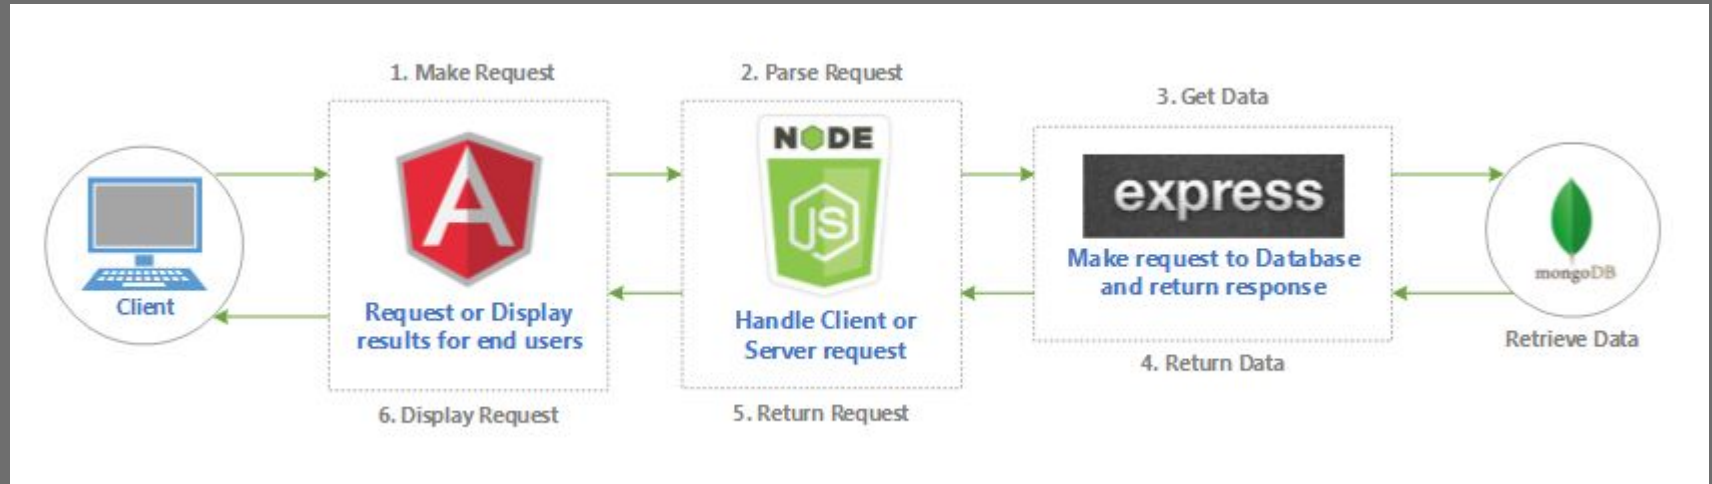 1. Make Request
2. Parse Request
3. Get Data
NODE
JS
express
Make request to Database
and return response
mongoDB
Client
A
Request or Display
results for end users
Handle Client or
Server request
Retrieve Data
4. Return Data
6. Display Request
5. Return Request